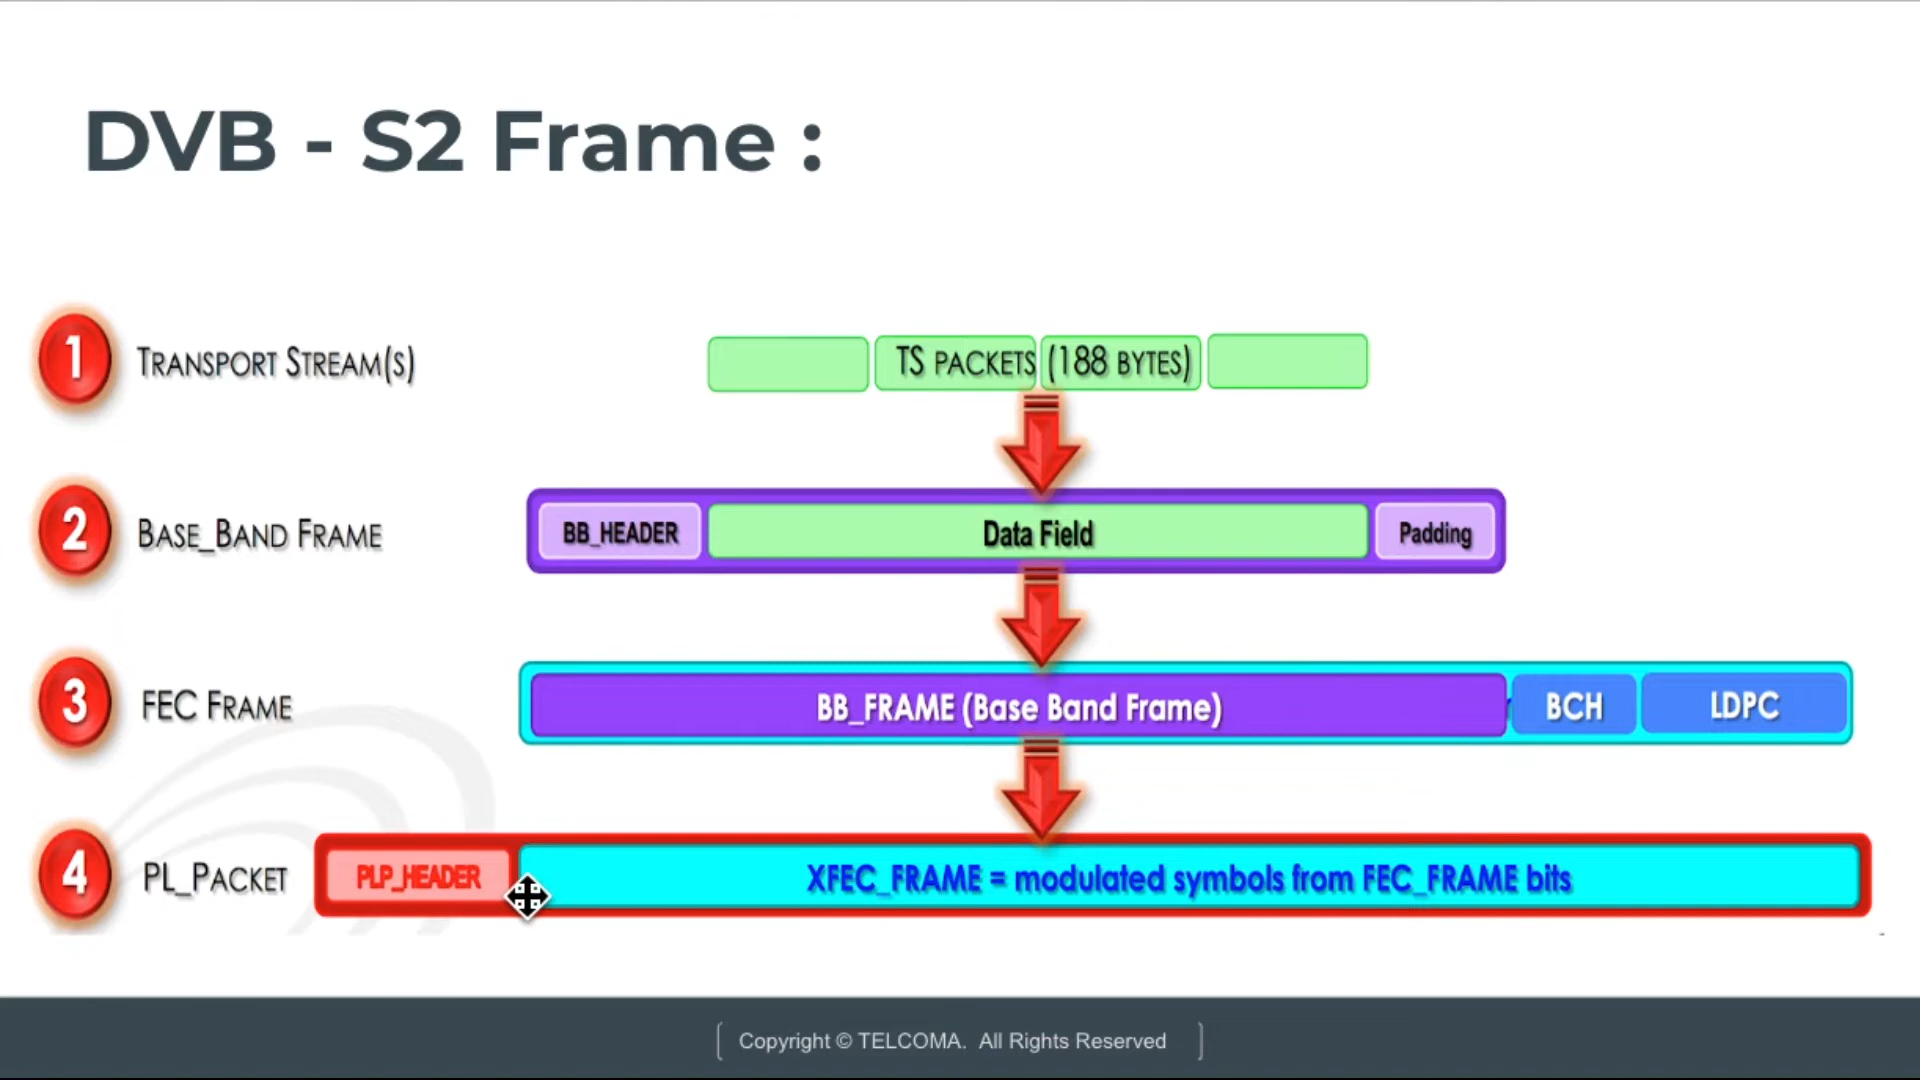 DVB - S2 Frame :
1 TRANSPORT STREAM(S) TS PACKETS (188 BYTES)
2 BASE_BAND FRAME BB_HEADER Data Field Padding
3 FEC FRAME BB_FRAME (Base Band Frame) BCH LDPC
4 PL_PACKET PLP_HEADER XFEC_FRAME = modulated symbols from FEC_FRAME bits
Copyright © TELCOMA. All Rights Reserved